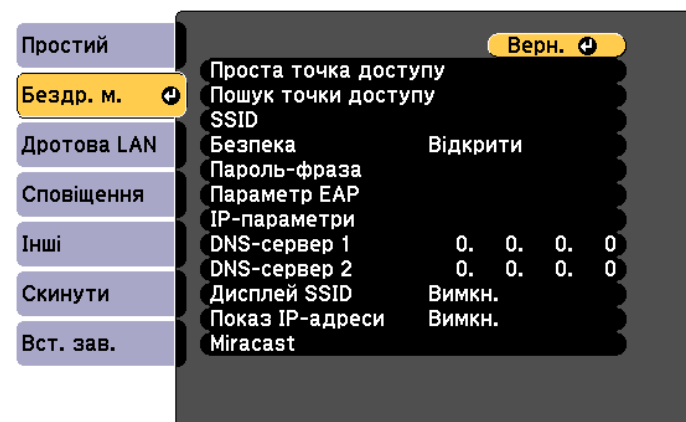 Простий
Бездр. м.
Дротова LAN
Сповіщення
Інші
Скинути
Вст. зав.
Верн.
Проста точка доступу
Пошук точки доступу
SSID
Безпека Відкрити
Пароль-фраза
Параметр EAP
IP-параметри
DNS-сервер 1 0. 0. 0. 0
DNS-сервер 2 0. 0. 0. 0
Дисплей SSID Вимкн.
Показ IP-адреси Вимкн.
Miracast